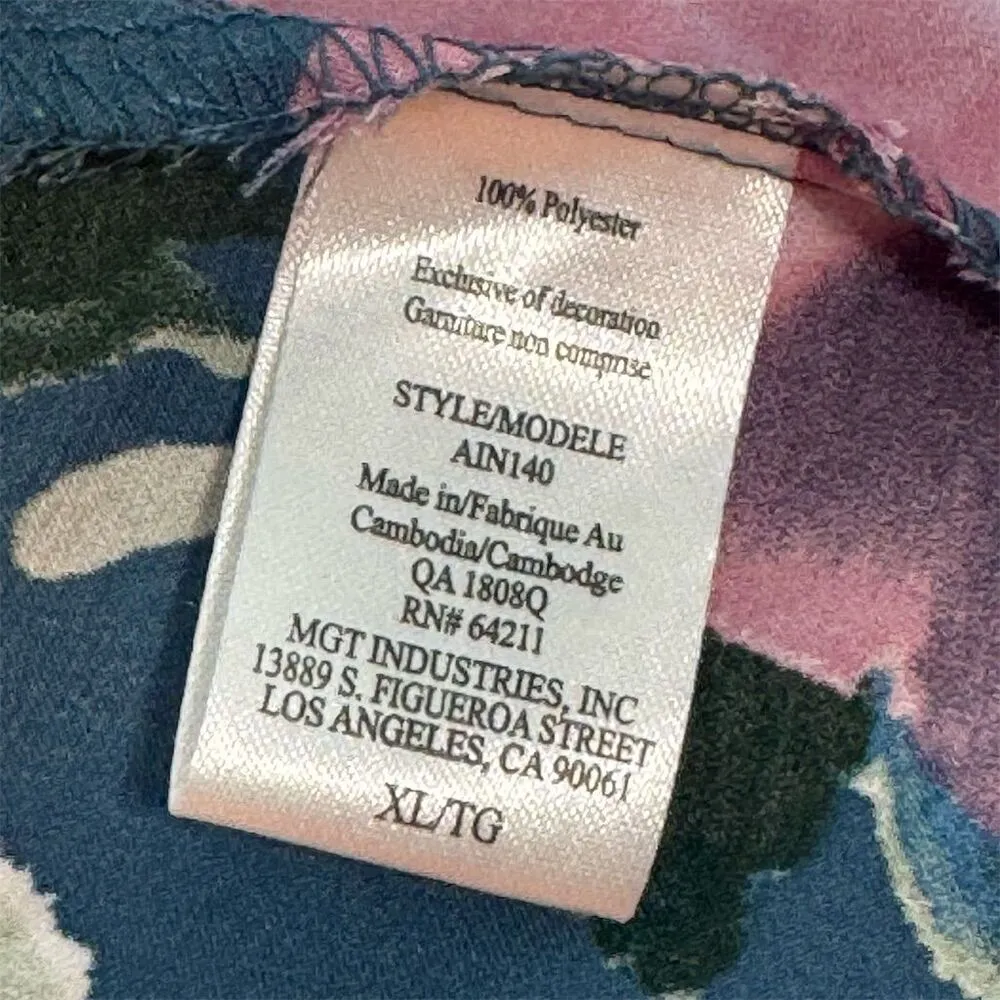 100% Polyester
Exclusive of decoration
Garniture non comprise
STYLE/MODELE
AIN140
Made in/Fabrique Au
Cambodia/Cambodge
QA 1808Q
RN# 64211
MGT INDUSTRIES, INC
13889 S. FIGUEROA STREET
LOS ANGELES, CA 90061
XL/TG